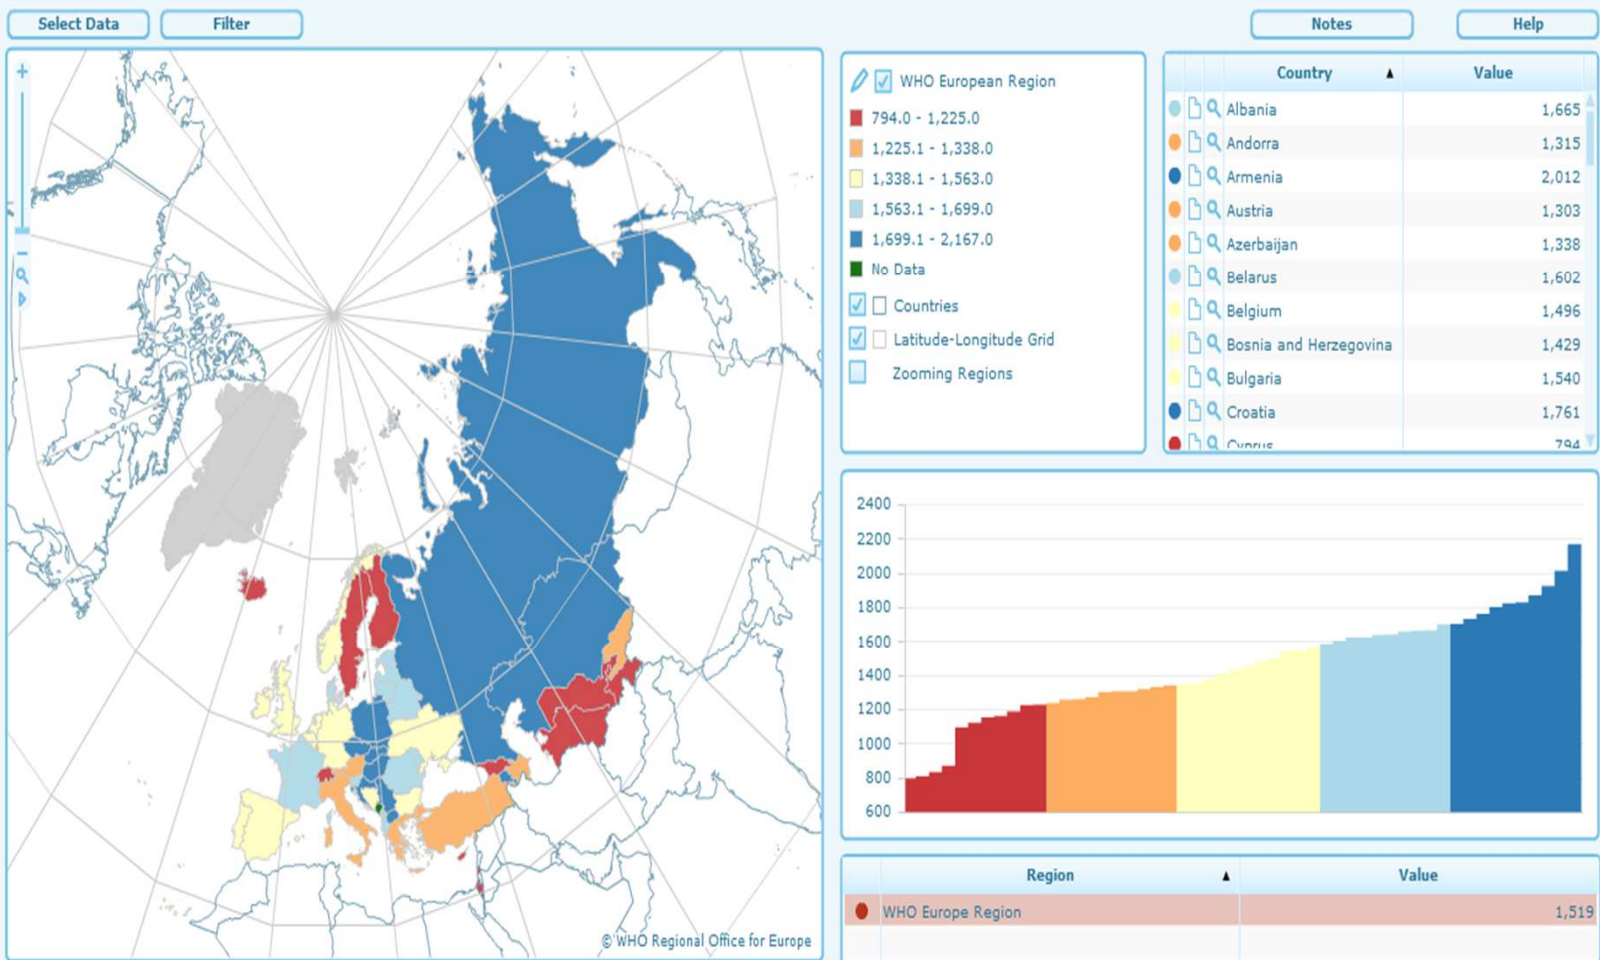 Select Data
Filter
Notes
Help
+
−
© WHO Regional Office for Europe
WHO European Region
794.0 - 1,225.0
1,225.1 - 1,338.0
1,338.1 - 1,563.0
1,563.1 - 1,699.0
1,699.1 - 2,167.0
No Data
Countries
Latitude-Longitude Grid
Zooming Regions
Country ▲ Value
Albania 1,665
Andorra 1,315
Armenia 2,012
Austria 1,303
Azerbaijan 1,338
Belarus 1,602
Belgium 1,496
Bosnia and Herzegovina 1,429
Bulgaria 1,540
Croatia 1,761
Cyprus 794
2400
2200
2000
1800
1600
1400
1200
1000
800
600
Region ▲ Value
WHO Europe Region 1,519